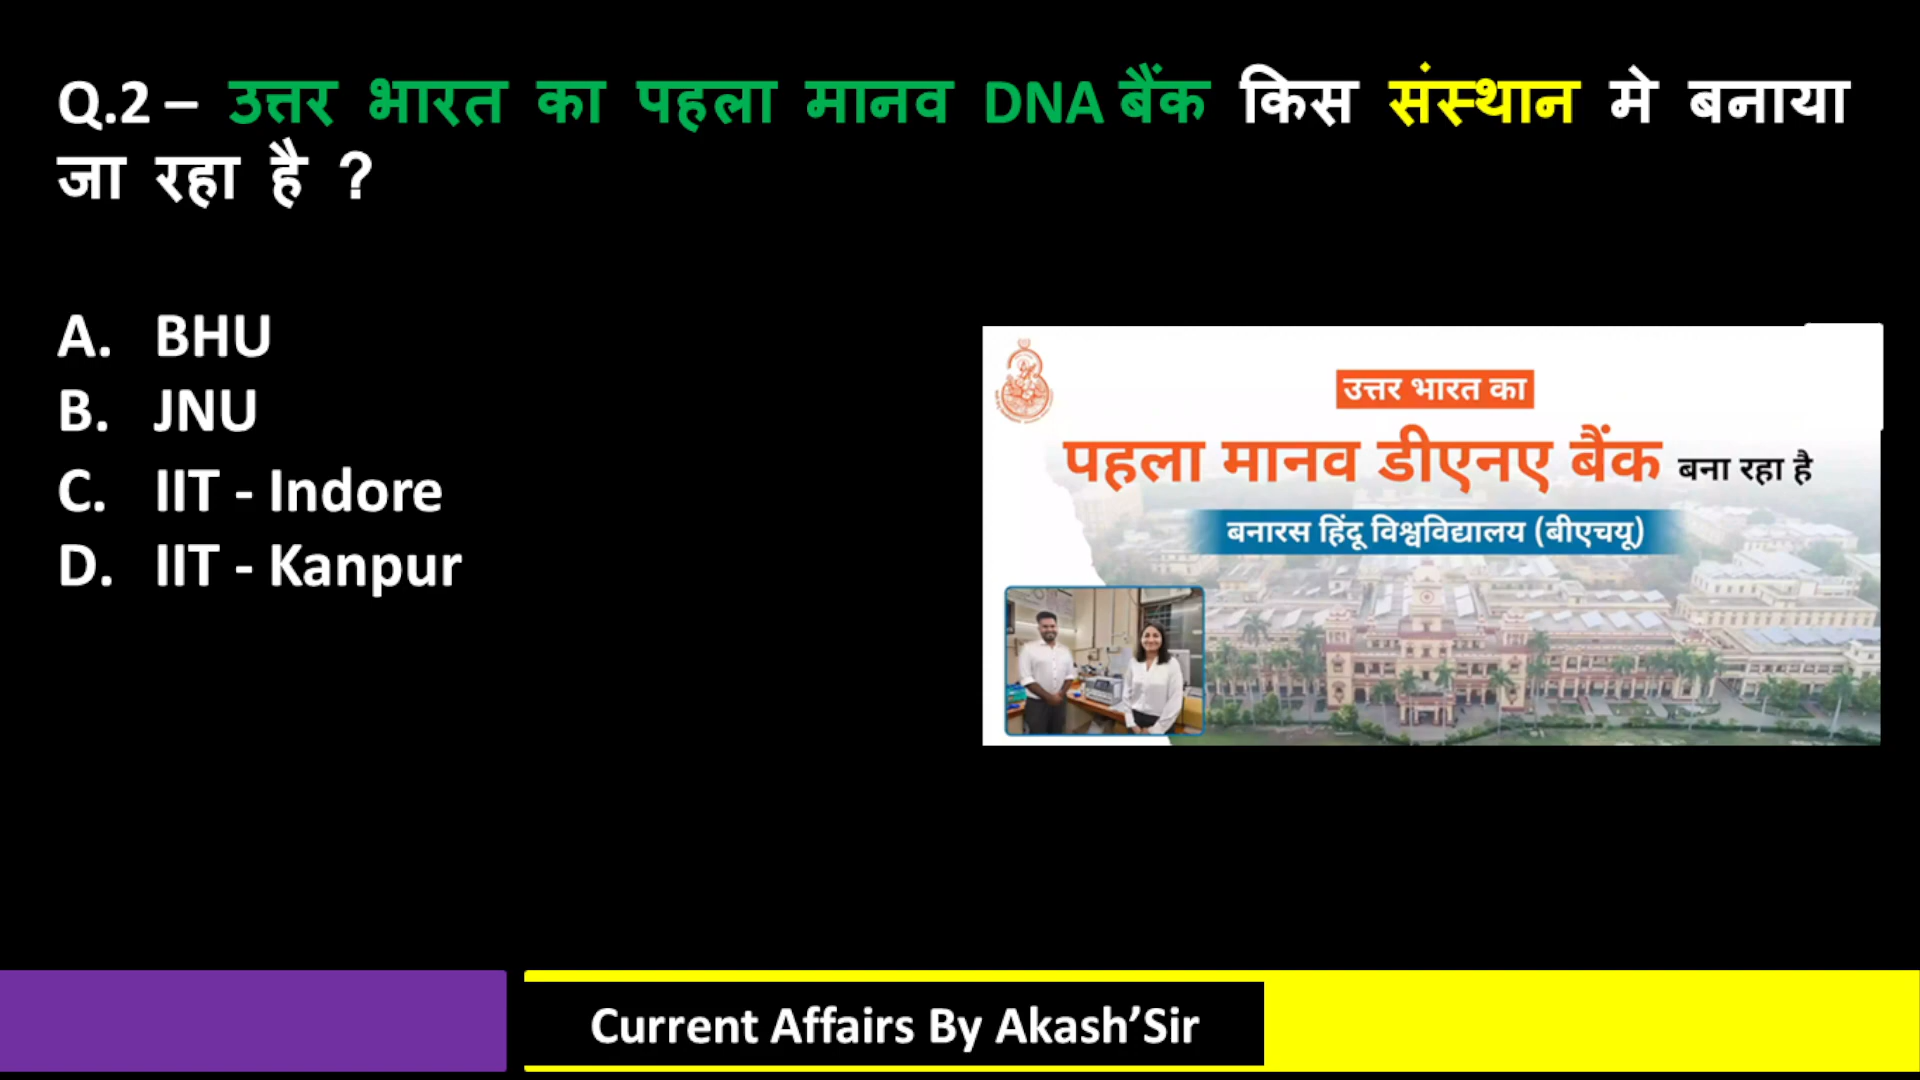 Q.2 – उत्तर भारत का पहला मानव DNA बैंक किस संस्थान मे बनाया
जा रहा है ?
A. BHU
B. JNU
C. IIT - Indore
D. IIT - Kanpur
उत्तर भारत का
पहला मानव डीएनए बैंक बना रहा है
बनारस हिंदू विश्वविद्यालय (बीएचयू)
Current Affairs By Akash’Sir